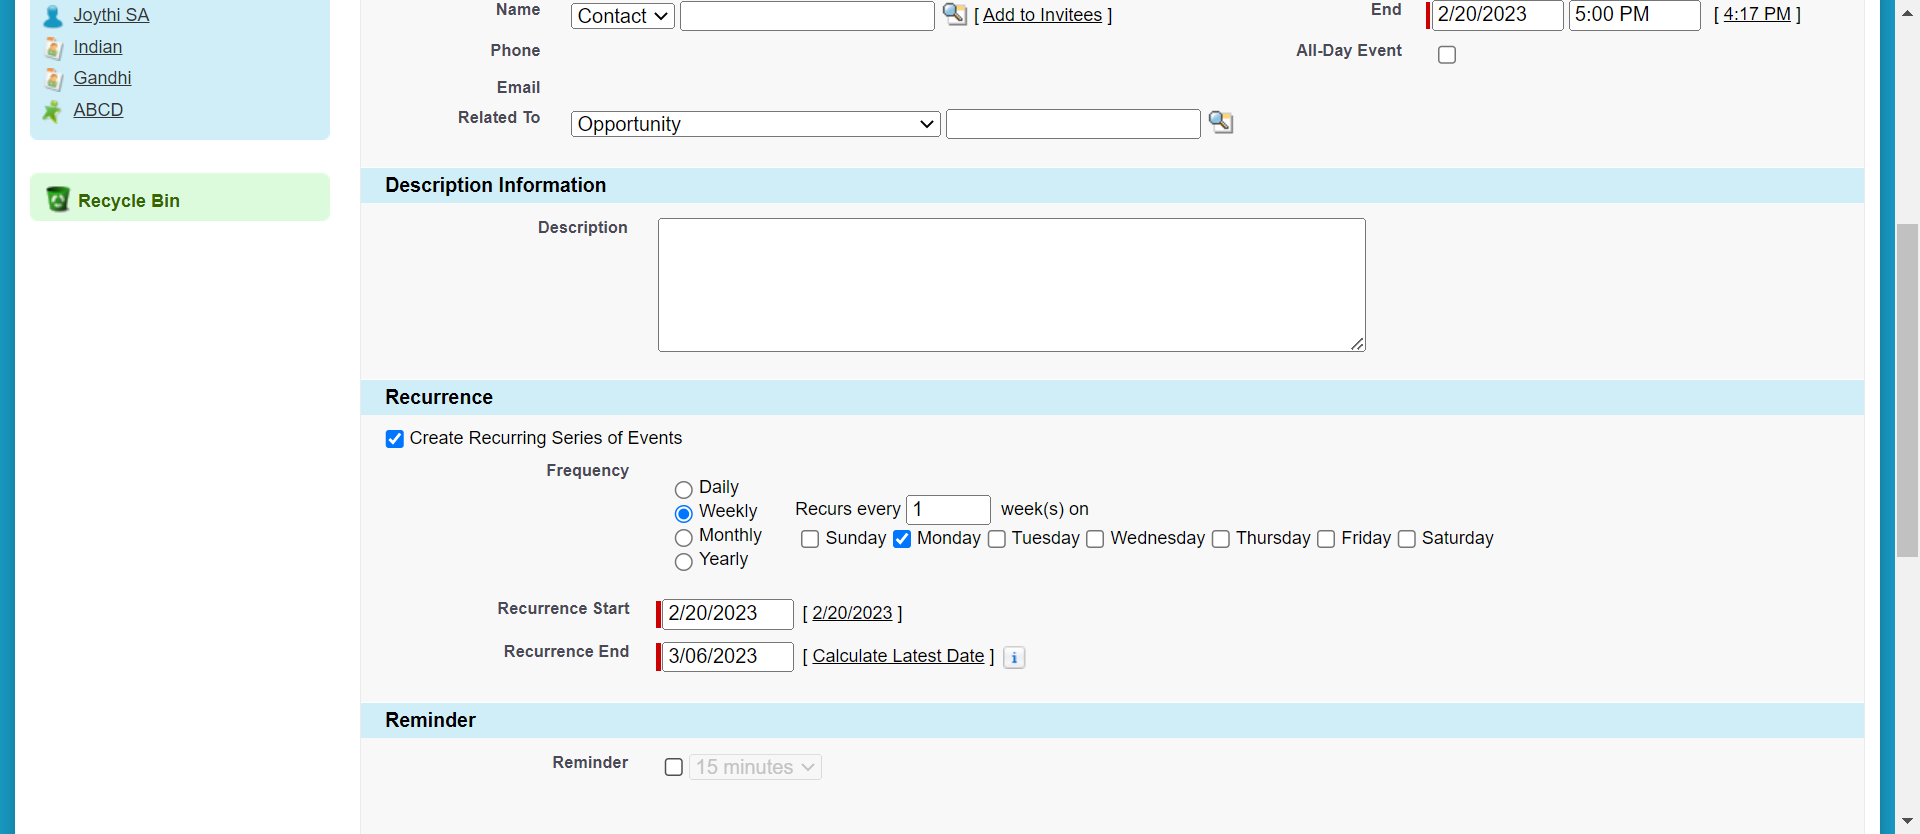 Joythi SA
Indian
Gandhi
ABCD
Recycle Bin
Name Contact [ Add to Invitees ] End 2/20/2023 5:00 PM [ 4:17 PM ]
Phone All-Day Event
Email
Related To Opportunity
Description Information
Description
Recurrence
Create Recurring Series of Events
Frequency
Daily
Weekly Recurs every 1 week(s) on
Monthly Sunday Monday Tuesday Wednesday Thursday Friday Saturday
Yearly
Recurrence Start 2/20/2023 [ 2/20/2023 ]
Recurrence End 3/06/2023 [ Calculate Latest Date ] i
Reminder
Reminder 15 minutes